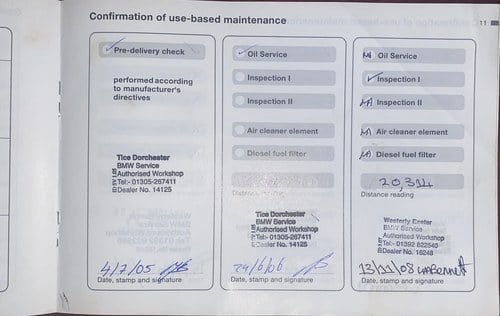 Confirmation of use-based maintenance
11
Pre-delivery check
performed according
to manufacturer's
directives
Tice Dorchester
BMW Service
Authorised Workshop
Tel:- 01305-267411
Dealer No. 14125
4/7/05
Date, stamp and signature
Oil Service
Inspection I
Inspection II
Air cleaner element
Diesel fuel filter
Tice Dorchester
BMW Service
Authorised Workshop
Tel:- 01305-267411
Dealer No. 14125
24/6/06
Date, stamp and signature
Oil Service
Inspection I
Inspection II
Air cleaner element
Diesel fuel filter
20,314
Distance reading
Westerly Exeter
BMW Service
Authorised Workshop
Tel:- 01392 822540
Dealer No. 16248
13/11/08
Date, stamp and signature